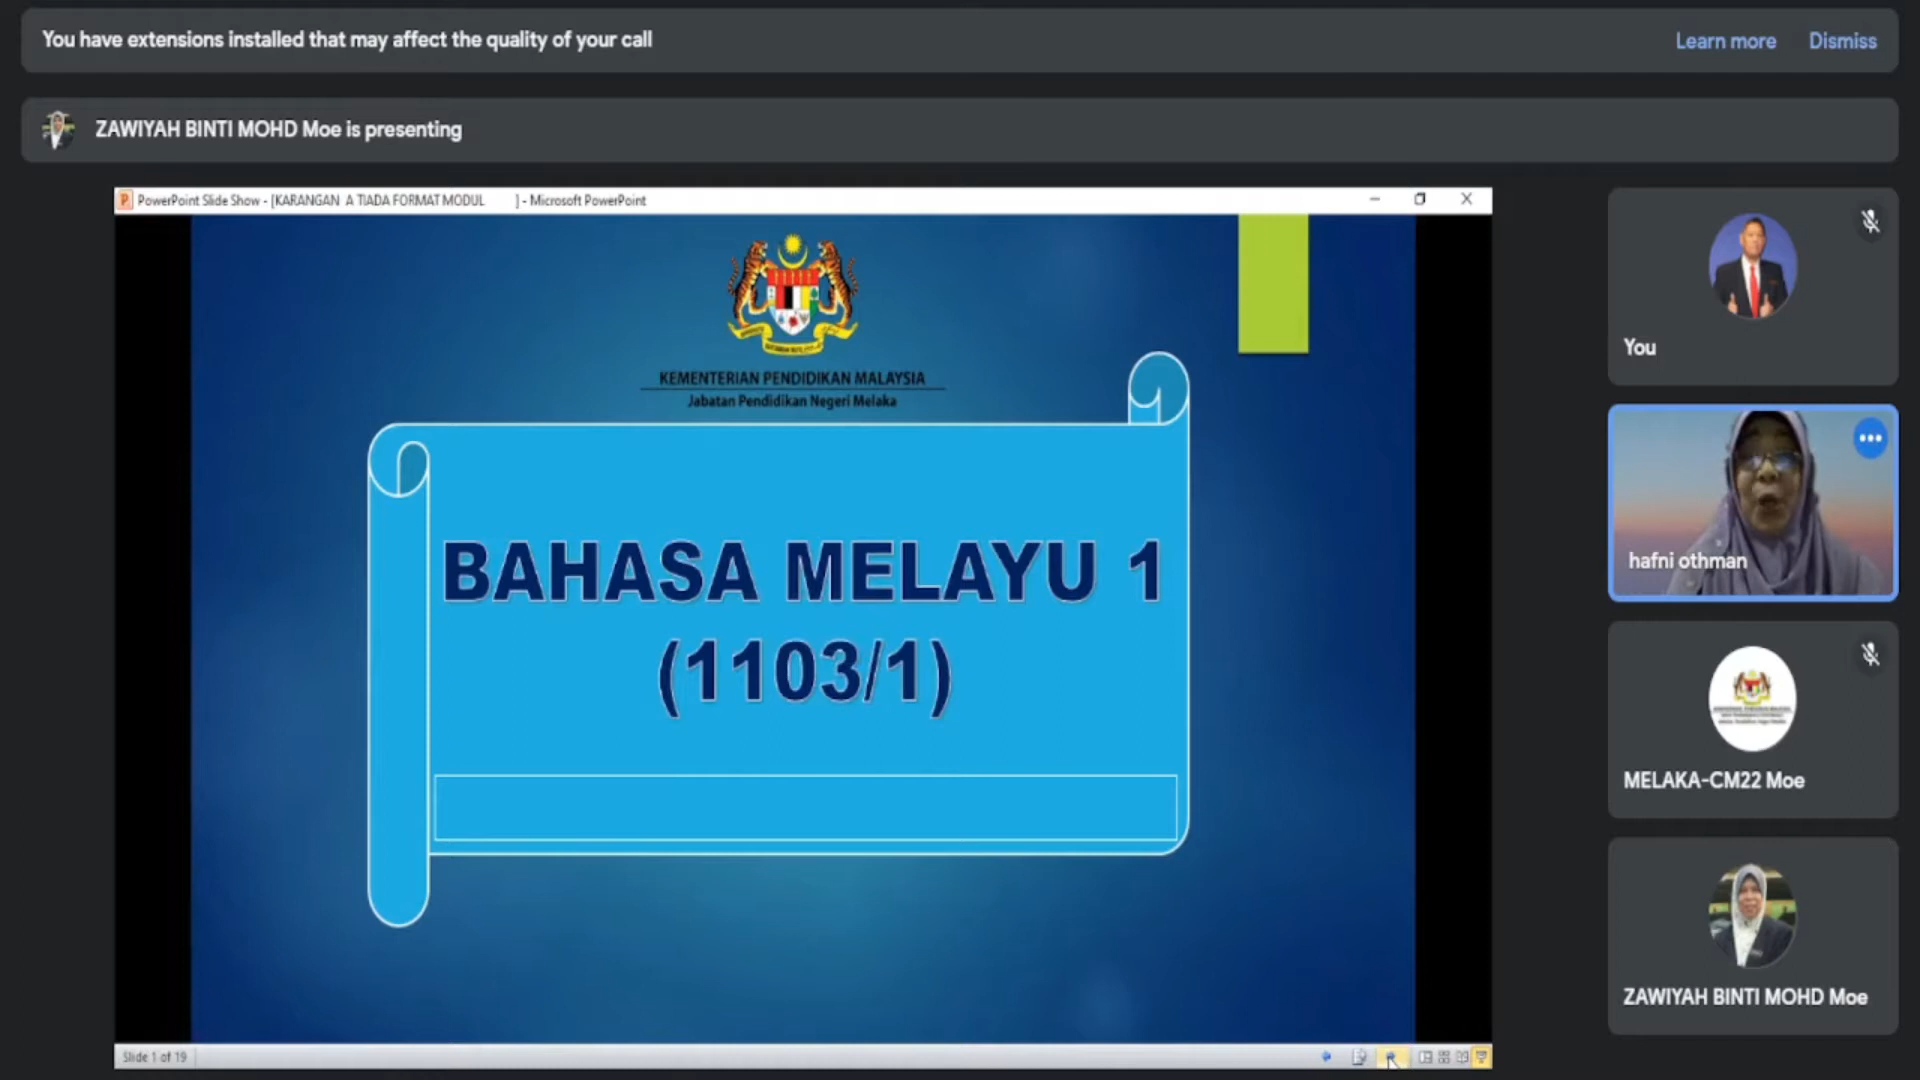 You have extensions installed that may affect the quality of your call
Learn more
Dismiss
ZAWIYAH BINTI MOHD Moe is presenting
PowerPoint Slide Show - [KARANGAN A TIADA FORMAT MODUL ] - Microsoft PowerPoint
KEMENTERIAN PENDIDIKAN MALAYSIA
Jabatan Pendidikan Negeri Melaka
BAHASA MELAYU 1
(1103/1)
Slide 1 of 19
You
hafni othman
MELAKA-CM22 Moe
ZAWIYAH BINTI MOHD Moe